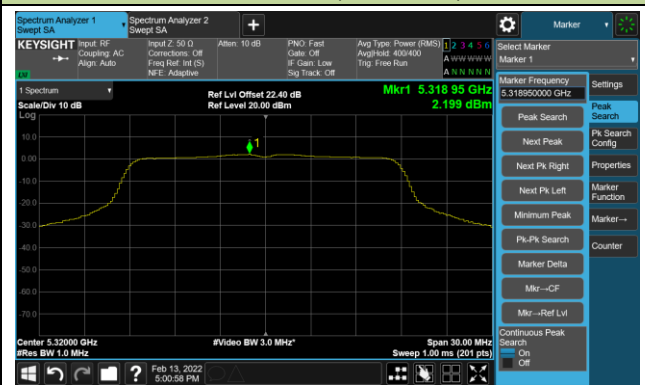 Spectrum Analyzer 1
Swept SA
Spectrum Analyzer 2
Swept SA
+
Marker
KEYSIGHT
Input: RF
Coupling: AC
Align: Auto
Input Z: 50 Ω
Corrections: Off
Freq Ref: Int (S)
NFE: Adaptive
Atten: 10 dB
PNO: Fast
Gate: Off
IF Gain: Low
Sig Track: Off
Avg Type: Power (RMS)
Avg|Hold: 400/400
Trig: Free Run
1 2 3 4 5 6
A W W W W W
A N N N N N
Select Marker
Marker 1
1 Spectrum
Scale/Div 10 dB
Log
Ref Lvl Offset 22.40 dB
Ref Level 20.00 dBm
Mkr1 5.318 95 GHz
2.199 dBm
1
10.0
0.00
-10.0
-20.0
-30.0
-40.0
-50.0
-60.0
-70.0
Center 5.32000 GHz
#Res BW 1.0 MHz
#Video BW 3.0 MHz*
Span 30.00 MHz
Sweep 1.00 ms (201 pts)
Marker Frequency
5.318950000 GHz
Peak Search
Next Peak
Next Pk Right
Next Pk Left
Minimum Peak
Pk-Pk Search
Marker Delta
Mkr→CF
Mkr→Ref Lvl
Continuous Peak
Search
On
Off
Settings
Peak
Search
Pk Search
Config
Properties
Marker
Function
Marker→
Counter
?
Feb 13, 2022
5:00:58 PM